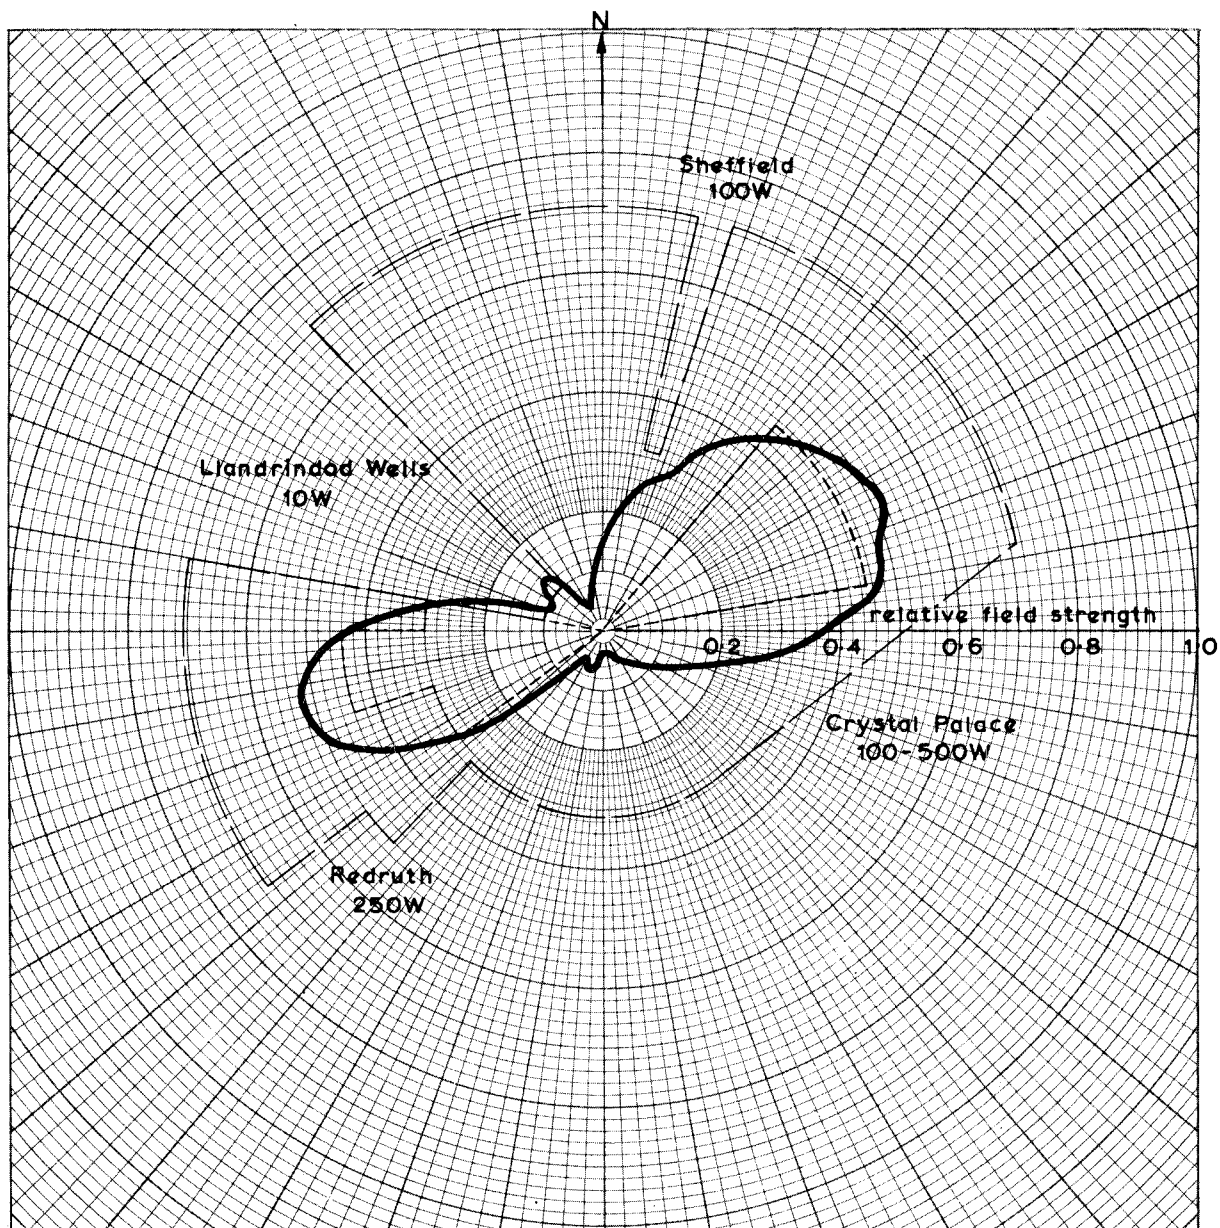 N
Sheffield
100W
Llandrindod Wells
10W
relative field strength
0·2 0·4 0·6 0·8 1·0
Crystal Palace
100-500W
Redruth
250W